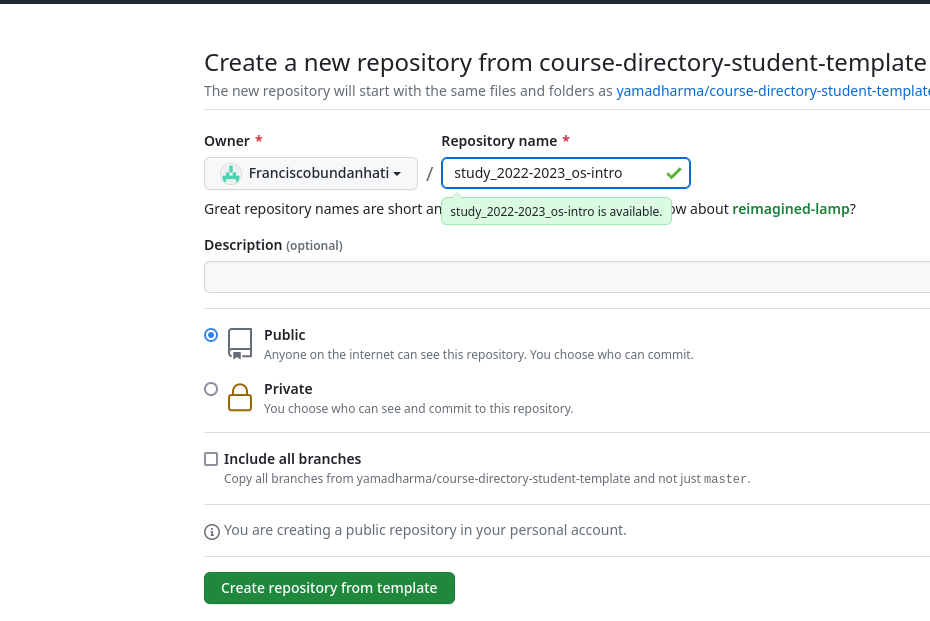 Create a new repository from course-directory-student-template
The new repository will start with the same files and folders as yamadharma/course-directory-student-template
Owner * Repository name *
Franciscobundanhati / study_2022-2023_os-intro
Great repository names are short an ow about reimagined-lamp?
study_2022-2023_os-intro is available.
Description (optional)
Public
Anyone on the internet can see this repository. You choose who can commit.
Private
You choose who can see and commit to this repository.
Include all branches
Copy all branches from yamadharma/course-directory-student-template and not just master.
You are creating a public repository in your personal account.
Create repository from template